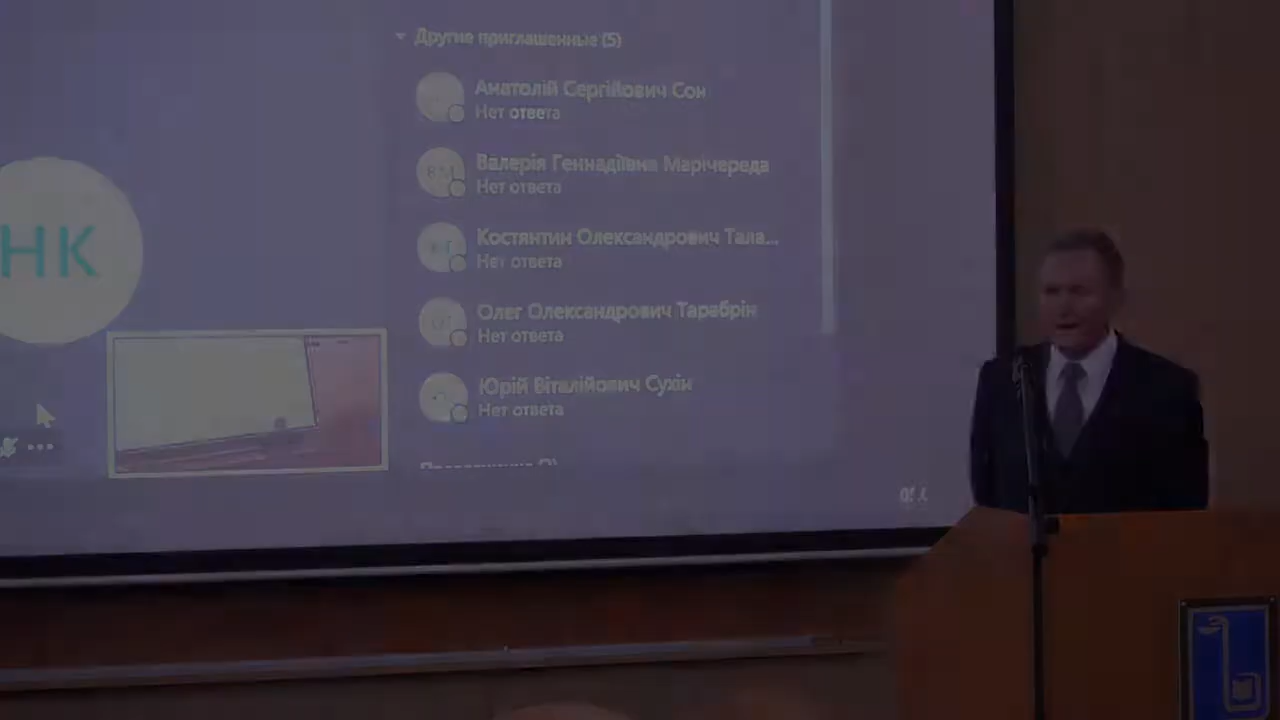 Другие приглашенные (5)
Анатолій Сергійович Сон
Нет ответа
Валерія Геннадіївна Марічереда
Нет ответа
Костянтин Олександрович Тала...
Нет ответа
Олег Олександрович Тарабрін
Нет ответа
Юрій Віталійович Сухін
Нет ответа
НК